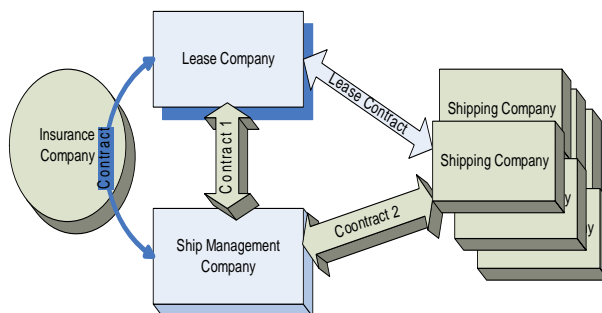 Lease Company
Insurance
Company
Contract
Contract 1
Lease Contract
Shipping Company
Shipping Company
Ship Management
Company
Coontract 2